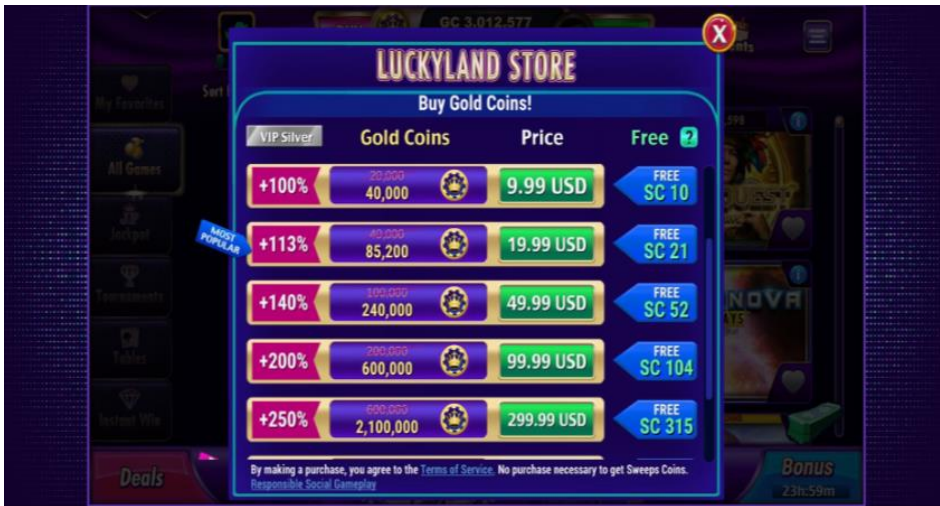 GC 3,012,577
LUCKYLAND STORE
Buy Gold Coins!
VIP Silver
Gold Coins
Price
Free ?
+100%
20,000
40,000
9.99 USD
FREE
SC 10
MOST
POPULAR
+113%
40,000
85,200
19.99 USD
FREE
SC 21
+140%
100,000
240,000
49.99 USD
FREE
SC 52
+200%
200,000
600,000
99.99 USD
FREE
SC 104
+250%
600,000
2,100,000
299.99 USD
FREE
SC 315
By making a purchase, you agree to the Terms of Service. No purchase necessary to get Sweeps Coins.
Responsible Social Gameplay
X
My Favorites
All Games
Jackpot
Tournaments
Tables
Instant Win
Sort
NOVA
Deals
Bonus
23h:59m